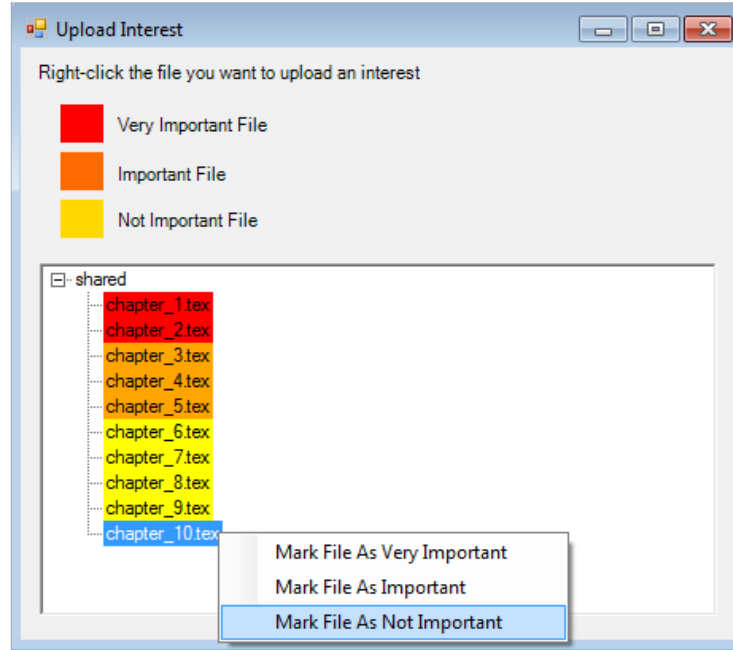 Upload Interest
Right-click the file you want to upload an interest
Very Important File
Important File
Not Important File
shared
chapter_1.tex
chapter_2.tex
chapter_3.tex
chapter_4.tex
chapter_5.tex
chapter_6.tex
chapter_7.tex
chapter_8.tex
chapter_9.tex
chapter_10.tex
Mark File As Very Important
Mark File As Important
Mark File As Not Important